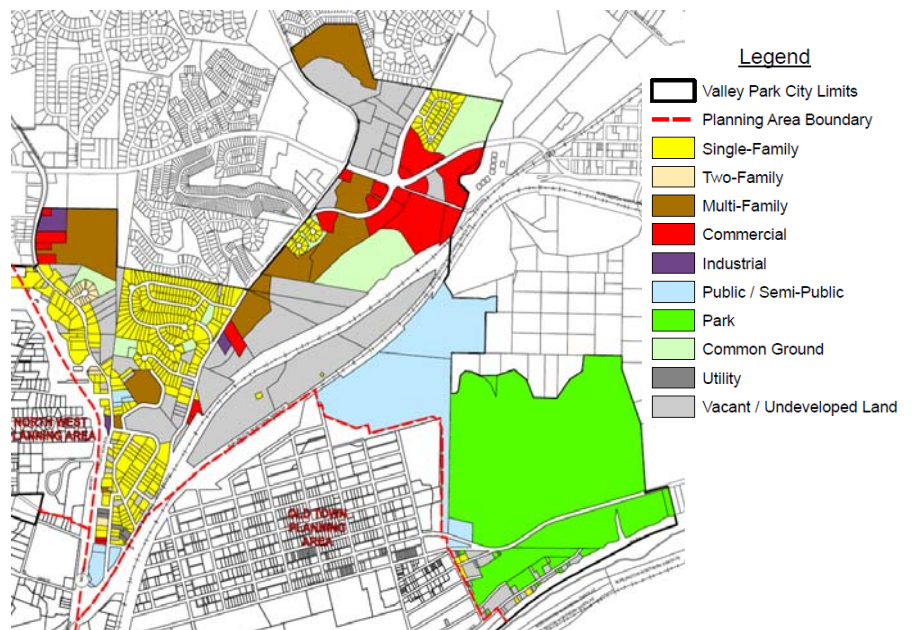 Legend
Valley Park City Limits
Planning Area Boundary
Single-Family
Two-Family
Multi-Family
Commercial
Industrial
Public / Semi-Public
Park
Common Ground
Utility
Vacant / Undeveloped Land
NORTH WEST
PLANNING AREA
OLD TOWN
PLANNING
AREA